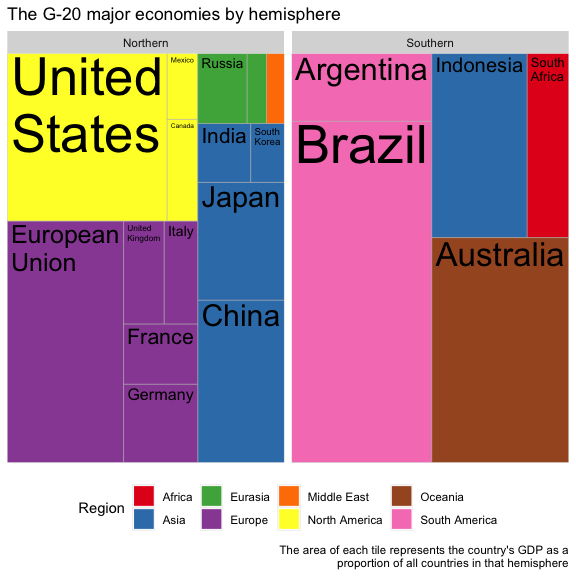 The G-20 major economies by hemisphere
Northern
United
States
Mexico
Canada
European
Union
United
Kingdom
Italy
France
Germany
Russia
India
South
Korea
Japan
China
Southern
Argentina
Brazil
Indonesia
South
Africa
Australia
Region
Africa
Asia
Eurasia
Europe
Middle East
North America
Oceania
South America
The area of each tile represents the country's GDP as a
proportion of all countries in that hemisphere